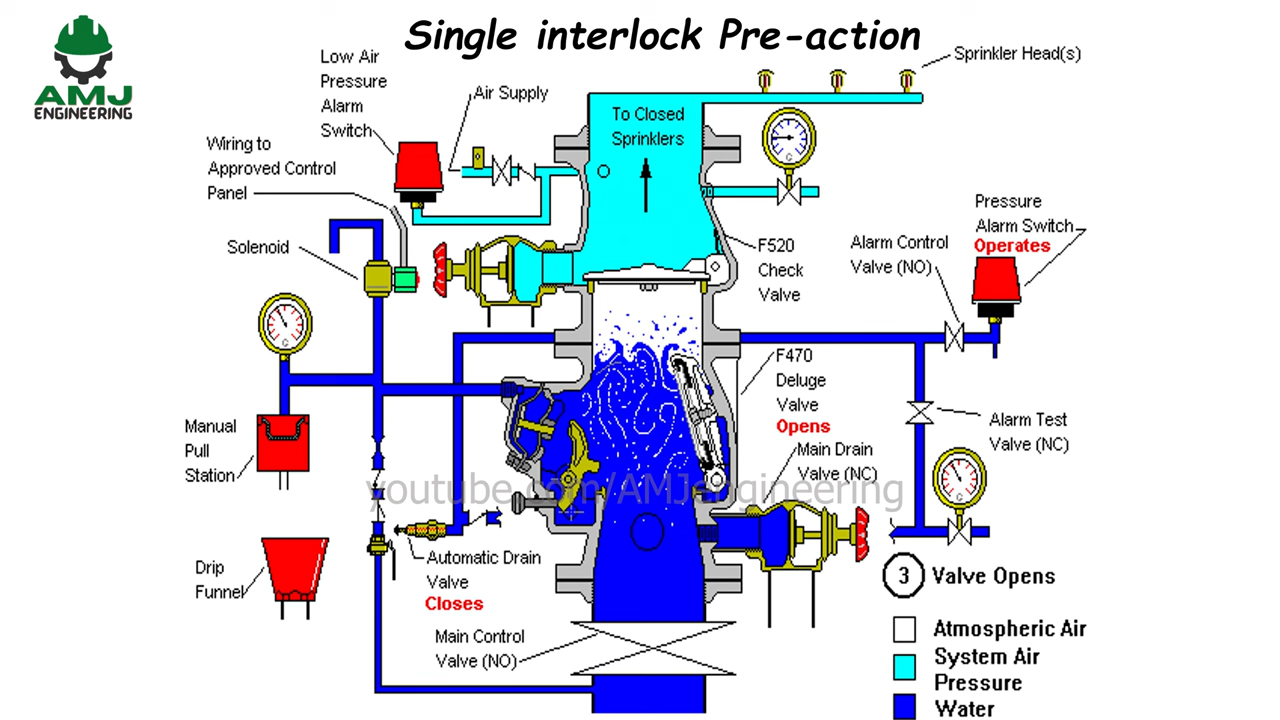 Single interlock Pre-action
AMJ
ENGINEERING
Low Air
Pressure
Alarm
Switch
Air Supply
Sprinkler Head(s)
To Closed
Sprinklers
Wiring to
Approved Control
Panel
Solenoid
F520
Check
Valve
Alarm Control
Valve (NO)
Pressure
Alarm Switch
Operates
F470
Deluge
Valve
Opens
Manual
Pull
Station
Main Drain
Valve (NC)
Alarm Test
Valve (NC)
youtube.com/AMJengineering
Drip
Funnel
Automatic Drain
Valve
Closes
Main Control
Valve (NO)
3 Valve Opens
Atmospheric Air
System Air
Pressure
Water